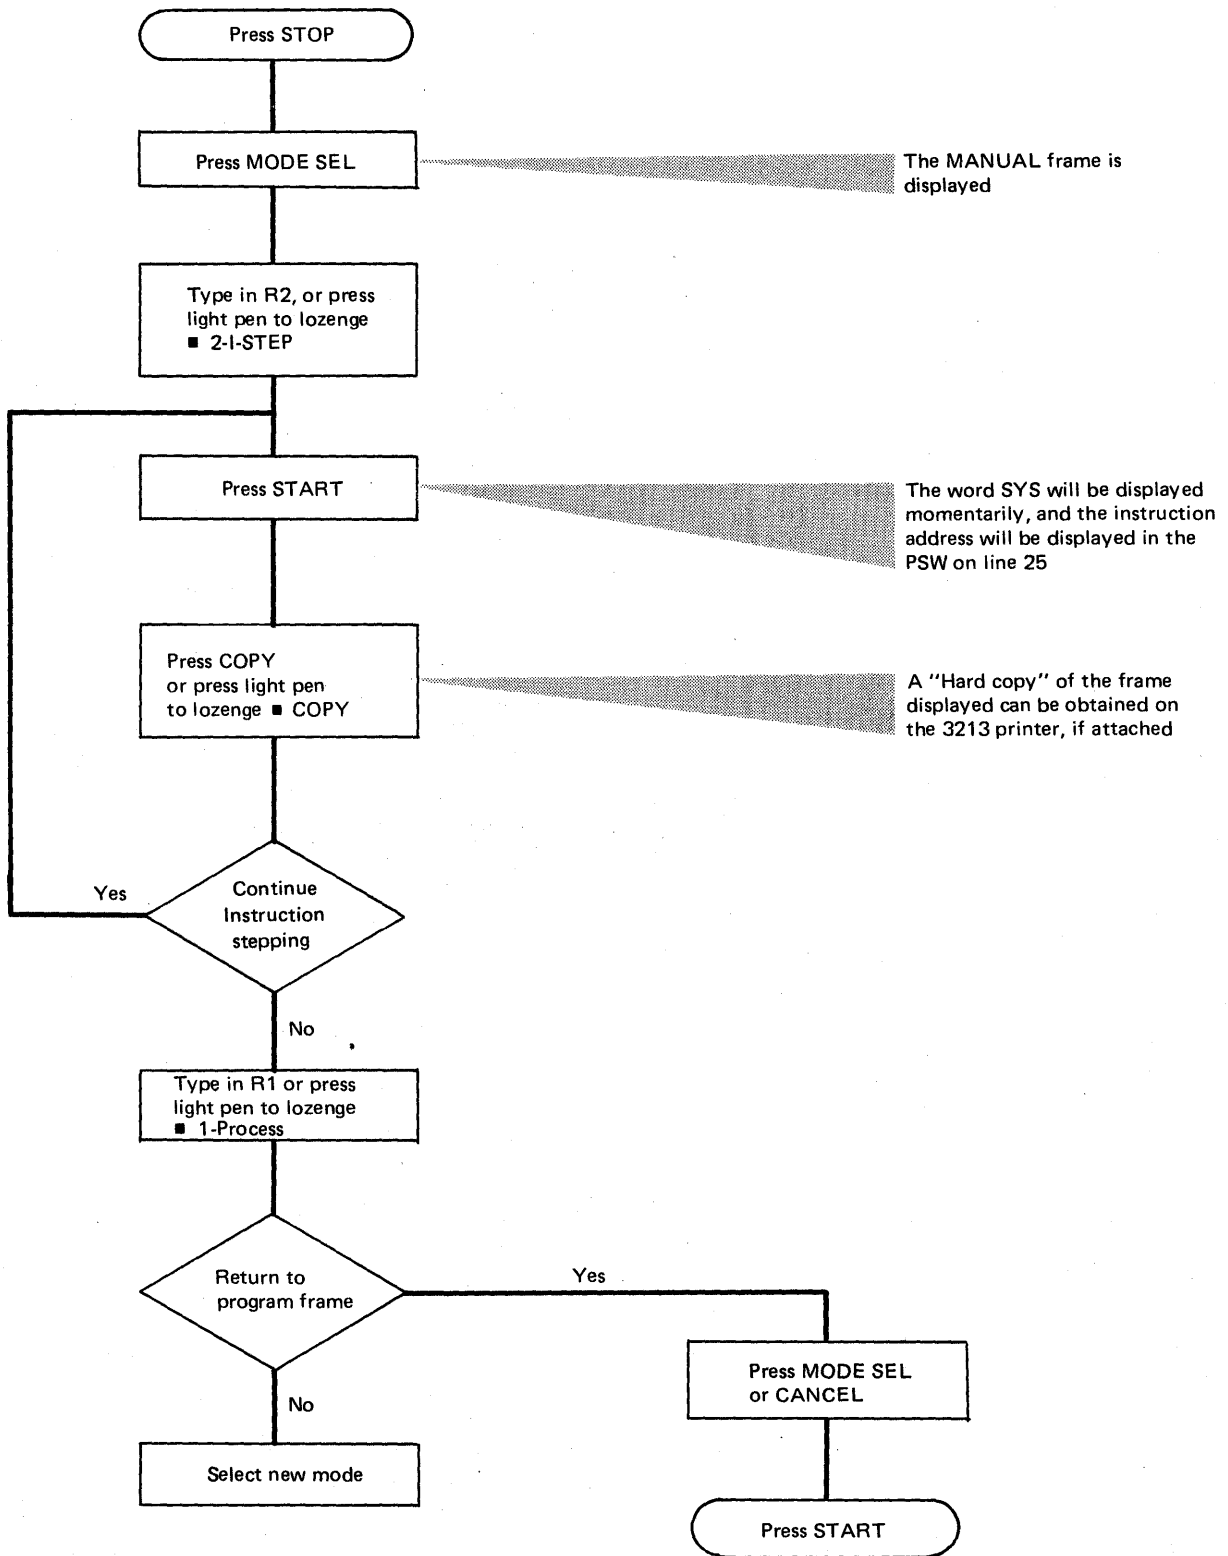 Press STOP
Press MODE SEL
The MANUAL frame is
displayed
Type in R2, or press
light pen to lozenge
■ 2-I-STEP
Press START
The word SYS will be displayed
momentarily, and the instruction
address will be displayed in the
PSW on line 25
Press COPY
or press light pen
to lozenge ■ COPY
A "Hard copy" of the frame
displayed can be obtained on
the 3213 printer, if attached
Yes
Continue
Instruction
stepping
No
Type in R1 or press
light pen to lozenge
■ 1-Process
Return to
program frame
Yes
Press MODE SEL
or CANCEL
No
Select new mode
Press START